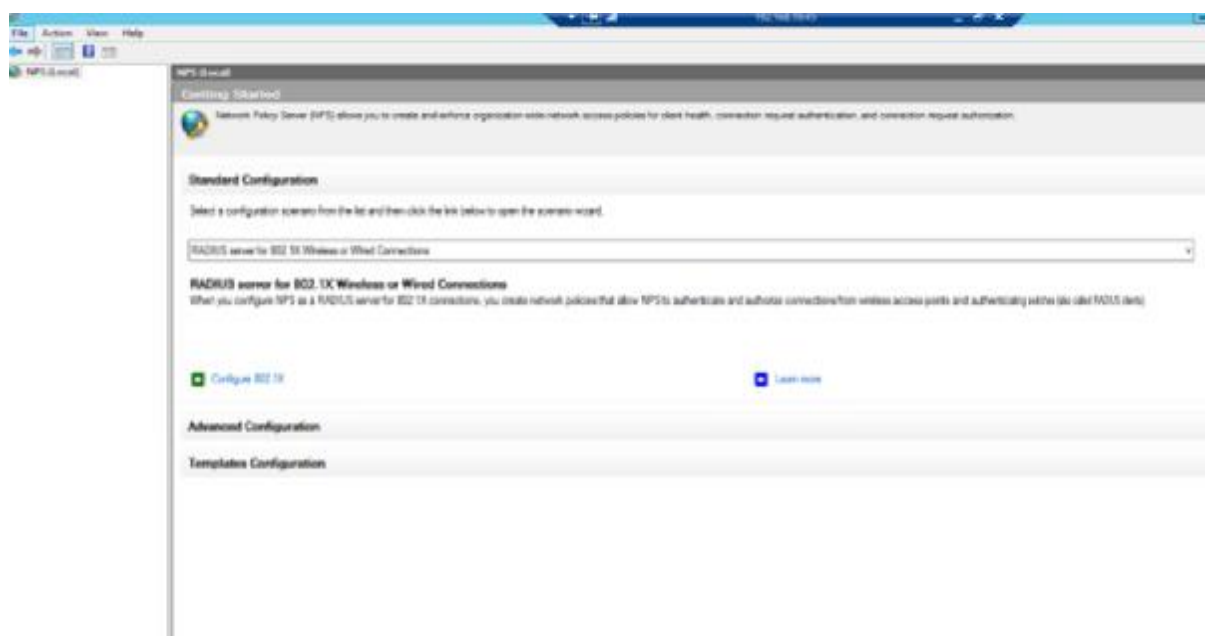 File Action View Help
NPS (Local)
NPS (Local)
Getting Started
Network Policy Server (NPS) allows you to create and enforce organization-wide network access policies for client health, connection request authentication, and connection request authorization.
Standard Configuration
Select a configuration scenario from the list and then click the link below to open the scenario wizard.
RADIUS server for 802.1X Wireless or Wired Connections
RADIUS server for 802.1X Wireless or Wired Connections
When you configure NPS as a RADIUS server for 802.1X connections, you create network policies that allow NPS to authenticate and authorize connections from wireless access points and authenticating switches (also called RADIUS clients).
Configure 802.1X
Learn more
Advanced Configuration
Templates Configuration